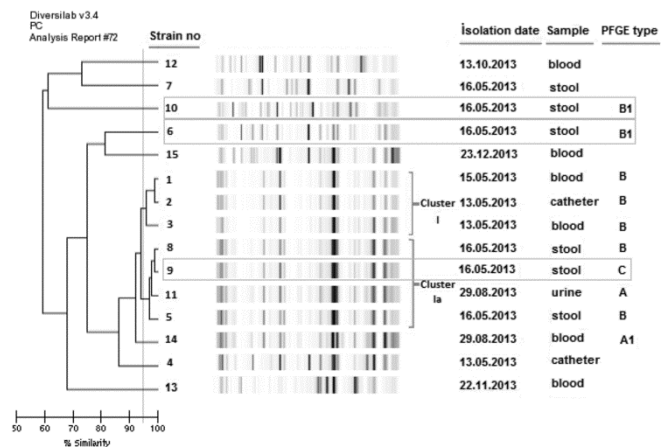 Diversilab v3.4
PC
Analysis Report #72
Strain no İsolation date Sample PFGE type
12 13.10.2013 blood
7 16.05.2013 stool
10 16.05.2013 stool B1
6 16.05.2013 stool B1
15 23.12.2013 blood
1 15.05.2013 blood B
2 13.05.2013 catheter B
Cluster I
3 13.05.2013 blood B
8 16.05.2013 stool B
9 16.05.2013 stool C
Cluster Ia
11 29.08.2013 urine A
5 16.05.2013 stool B
14 29.08.2013 blood A1
4 13.05.2013 catheter
13 22.11.2013 blood
50 60 70 80 90 100
% Similarity